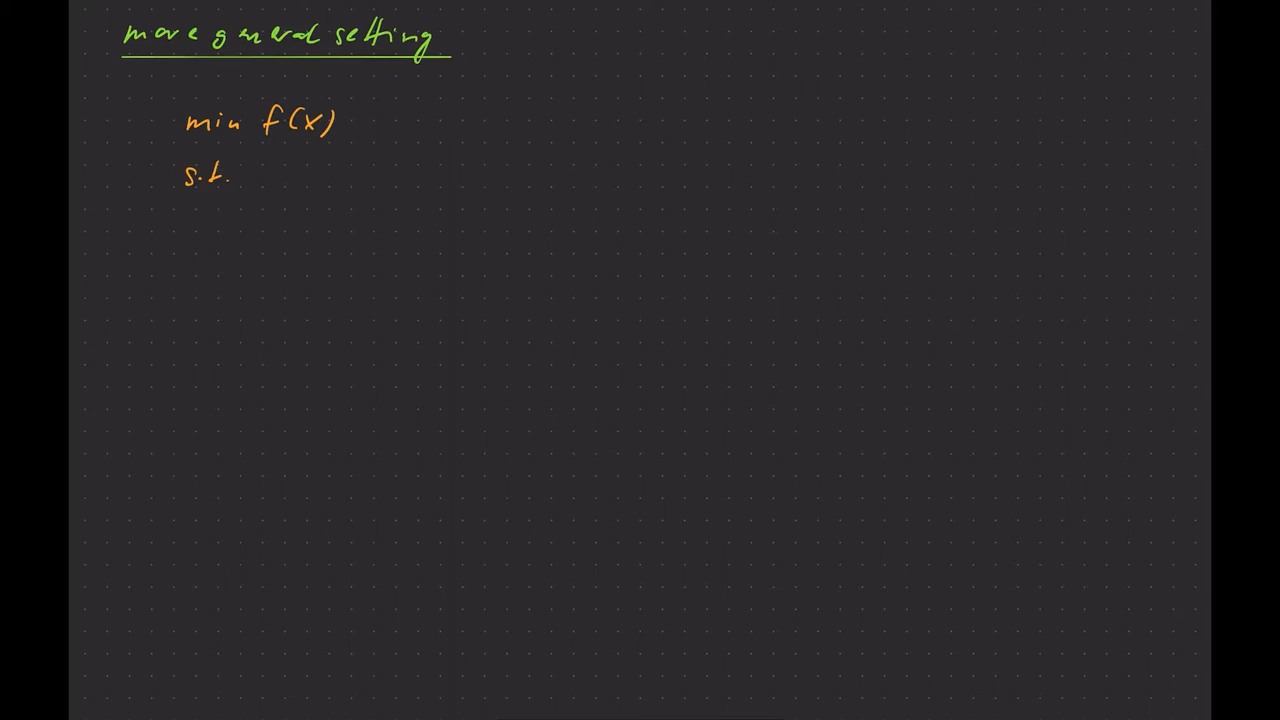 more general setting
min f(x)
s.t.